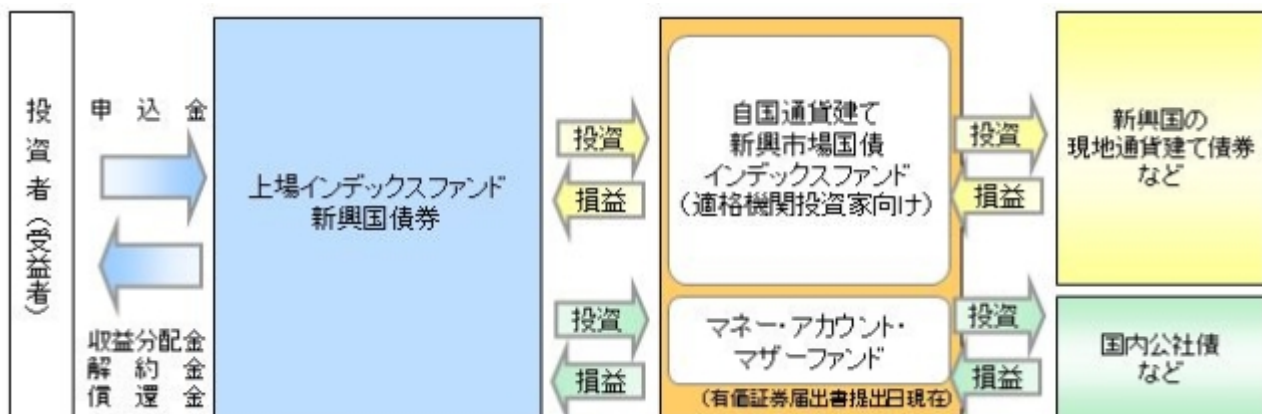 投資者（受益者）
申込金
収益分配金
解約金
償還金
上場インデックスファンド
新興国債券
投資
損益
投資
損益
自国通貨建て
新興市場国債
インデックスファンド
（適格機関投資家向け）
マネー・アカウント・
マザーファンド
（有価証券届出書提出日現在）
投資
損益
投資
損益
新興国の
現地通貨建て債券
など
国内公社債
など